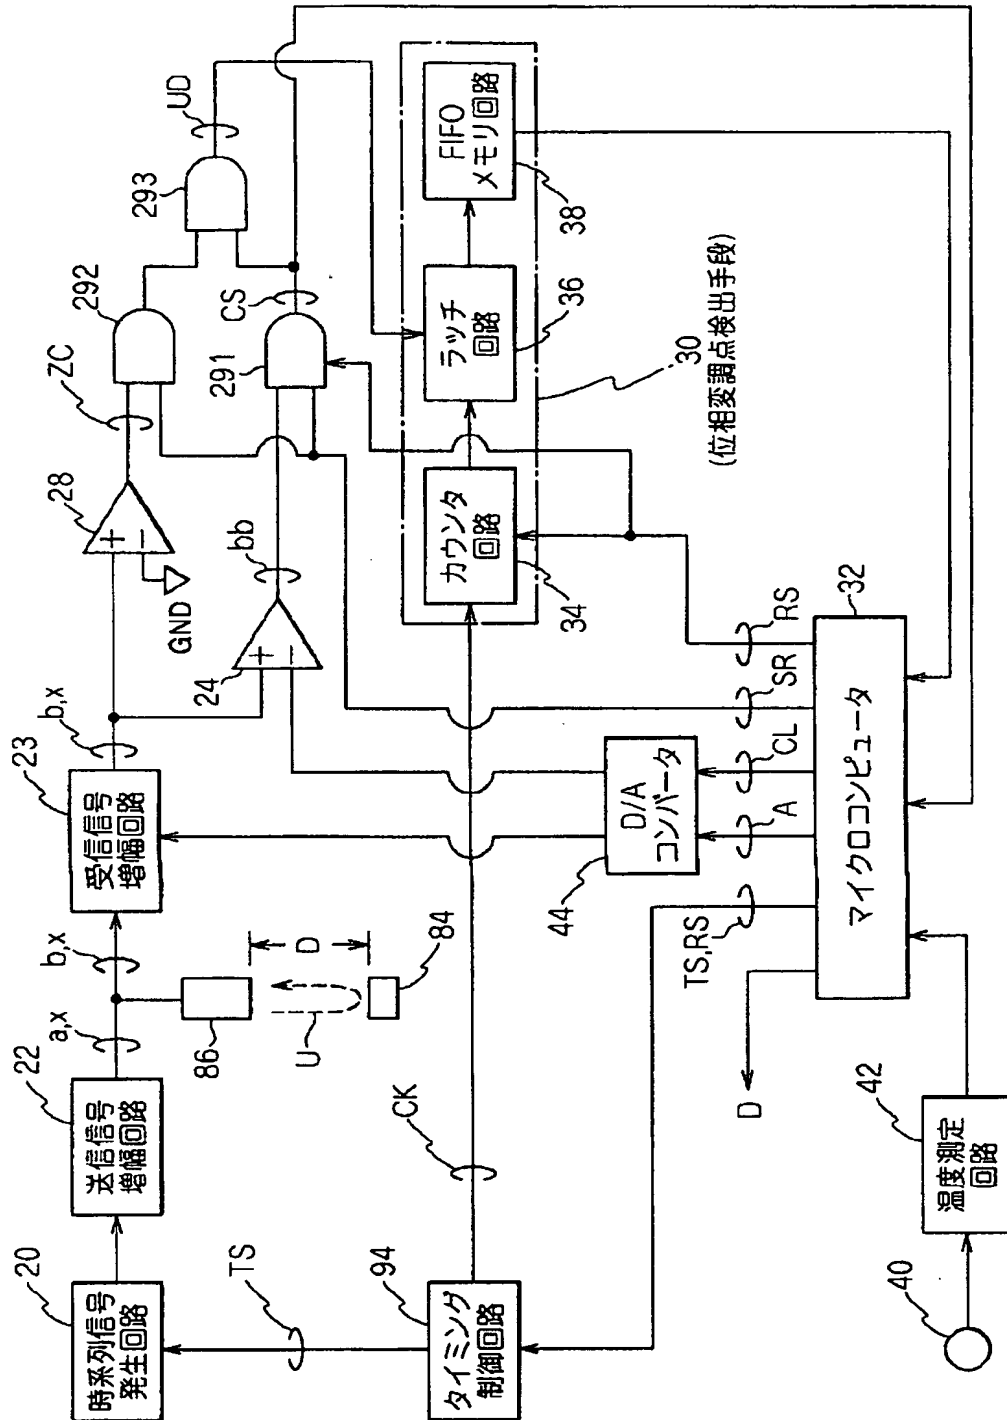 時系列信号
発生回路
20
送信信号
増幅回路
22
a,x
b,x
受信信号
増幅回路
23
b,x
28
+
−
GND
ZC
292
293
UD
86
U
D
84
24
+
−
bb
291
CS
TS
タイミング
制御回路
94
CK
カウンタ
回路
34
ラッチ
回路
36
FIFO
メモリ回路
38
30
(位相変調点検出手段)
D/A
コンバータ
44
TS,RS
A
CL
SR
RS
マイクロコンピュータ
32
D
温度測定
回路
42
40